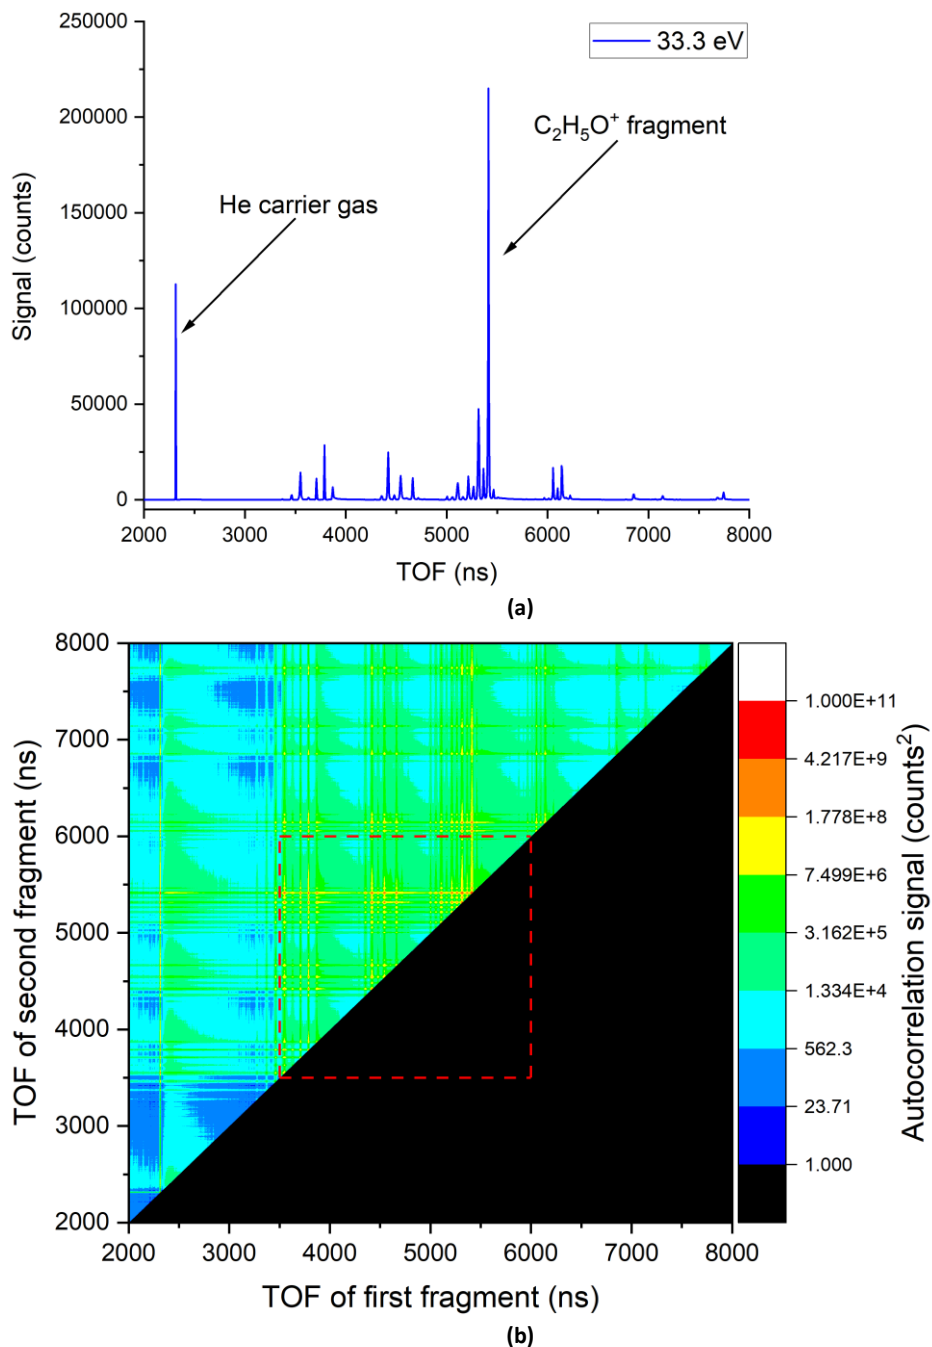 250000
200000
150000
100000
50000
0
Signal (counts)
33.3 eV
C₂H₅O⁺ fragment
He carrier gas
2000 3000 4000 5000 6000 7000 8000
TOF (ns)
(a)
8000
7000
6000
5000
4000
3000
2000
TOF of second fragment (ns)
2000 3000 4000 5000 6000 7000 8000
TOF of first fragment (ns)
1.000E+11
4.217E+9
1.778E+8
7.499E+6
3.162E+5
1.334E+4
562.3
23.71
1.000
Autocorrelation signal (counts²)
(b)